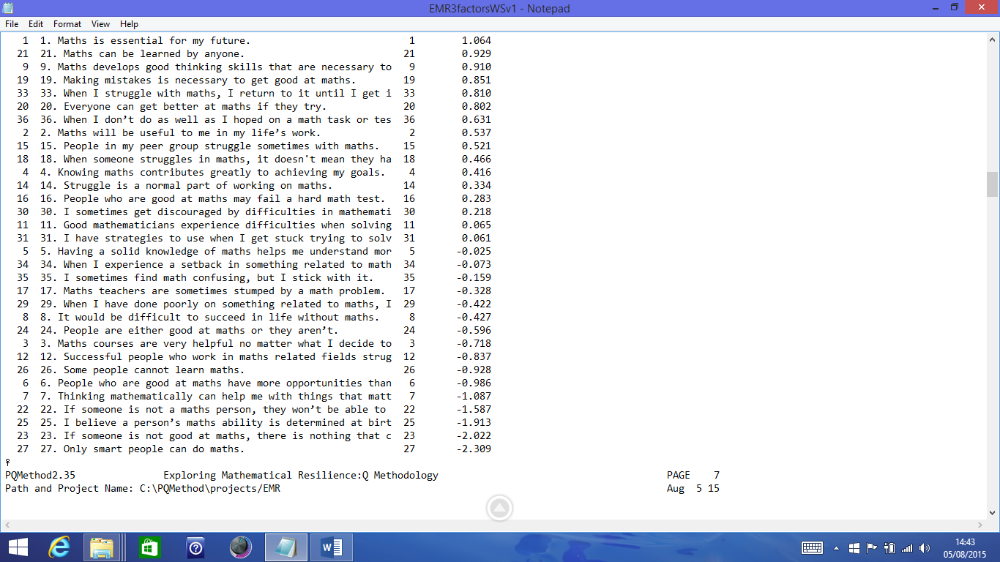 EMR3factorsWSv1 - Notepad
File Edit Format View Help
1 1. Maths is essential for my future. 1 1.064
21 21. Maths can be learned by anyone. 21 0.929
9 9. Maths develops good thinking skills that are necessary to 9 0.910
19 19. Making mistakes is necessary to get good at maths. 19 0.851
33 33. When I struggle with maths, I return to it until I get i 33 0.810
20 20. Everyone can get better at maths if they try. 20 0.802
36 36. When I don’t do as well as I hoped on a math task or tes 36 0.631
2 2. Maths will be useful to me in my life’s work. 2 0.537
15 15. People in my peer group struggle sometimes with maths. 15 0.521
18 18. When someone struggles in maths, it doesn't mean they ha 18 0.466
4 4. Knowing maths contributes greatly to achieving my goals. 4 0.416
14 14. Struggle is a normal part of working on maths. 14 0.334
16 16. People who are good at maths may fail a hard math test. 16 0.283
30 30. I sometimes get discouraged by difficulties in mathemati 30 0.218
11 11. Good mathematicians experience difficulties when solving 11 0.065
31 31. I have strategies to use when I get stuck trying to solv 31 0.061
5 5. Having a solid knowledge of maths helps me understand mor 5 -0.025
34 34. When I experience a setback in something related to math 34 -0.073
35 35. I sometimes find math confusing, but I stick with it. 35 -0.159
17 17. Maths teachers are sometimes stumped by a math problem. 17 -0.328
29 29. When I have done poorly on something related to maths, I 29 -0.422
8 8. It would be difficult to succeed in life without maths. 8 -0.427
24 24. People are either good at maths or they aren’t. 24 -0.596
3 3. Maths courses are very helpful no matter what I decide to 3 -0.718
12 12. Successful people who work in maths related fields strug 12 -0.837
26 26. Some people cannot learn maths. 26 -0.928
6 6. People who are good at maths have more opportunities than 6 -0.986
7 7. Thinking mathematically can help me with things that matt 7 -1.087
22 22. If someone is not a maths person, they won’t be able to 22 -1.587
25 25. I believe a person’s maths ability is determined at birt 25 -1.913
23 23. If someone is not good at maths, there is nothing that c 23 -2.022
27 27. Only smart people can do maths. 27 -2.309
PQMethod2.35 Exploring Mathematical Resilience:Q Methodology PAGE 7
Path and Project Name: C:\PQMethod\projects/EMR Aug 5 15
14:43
05/08/2015